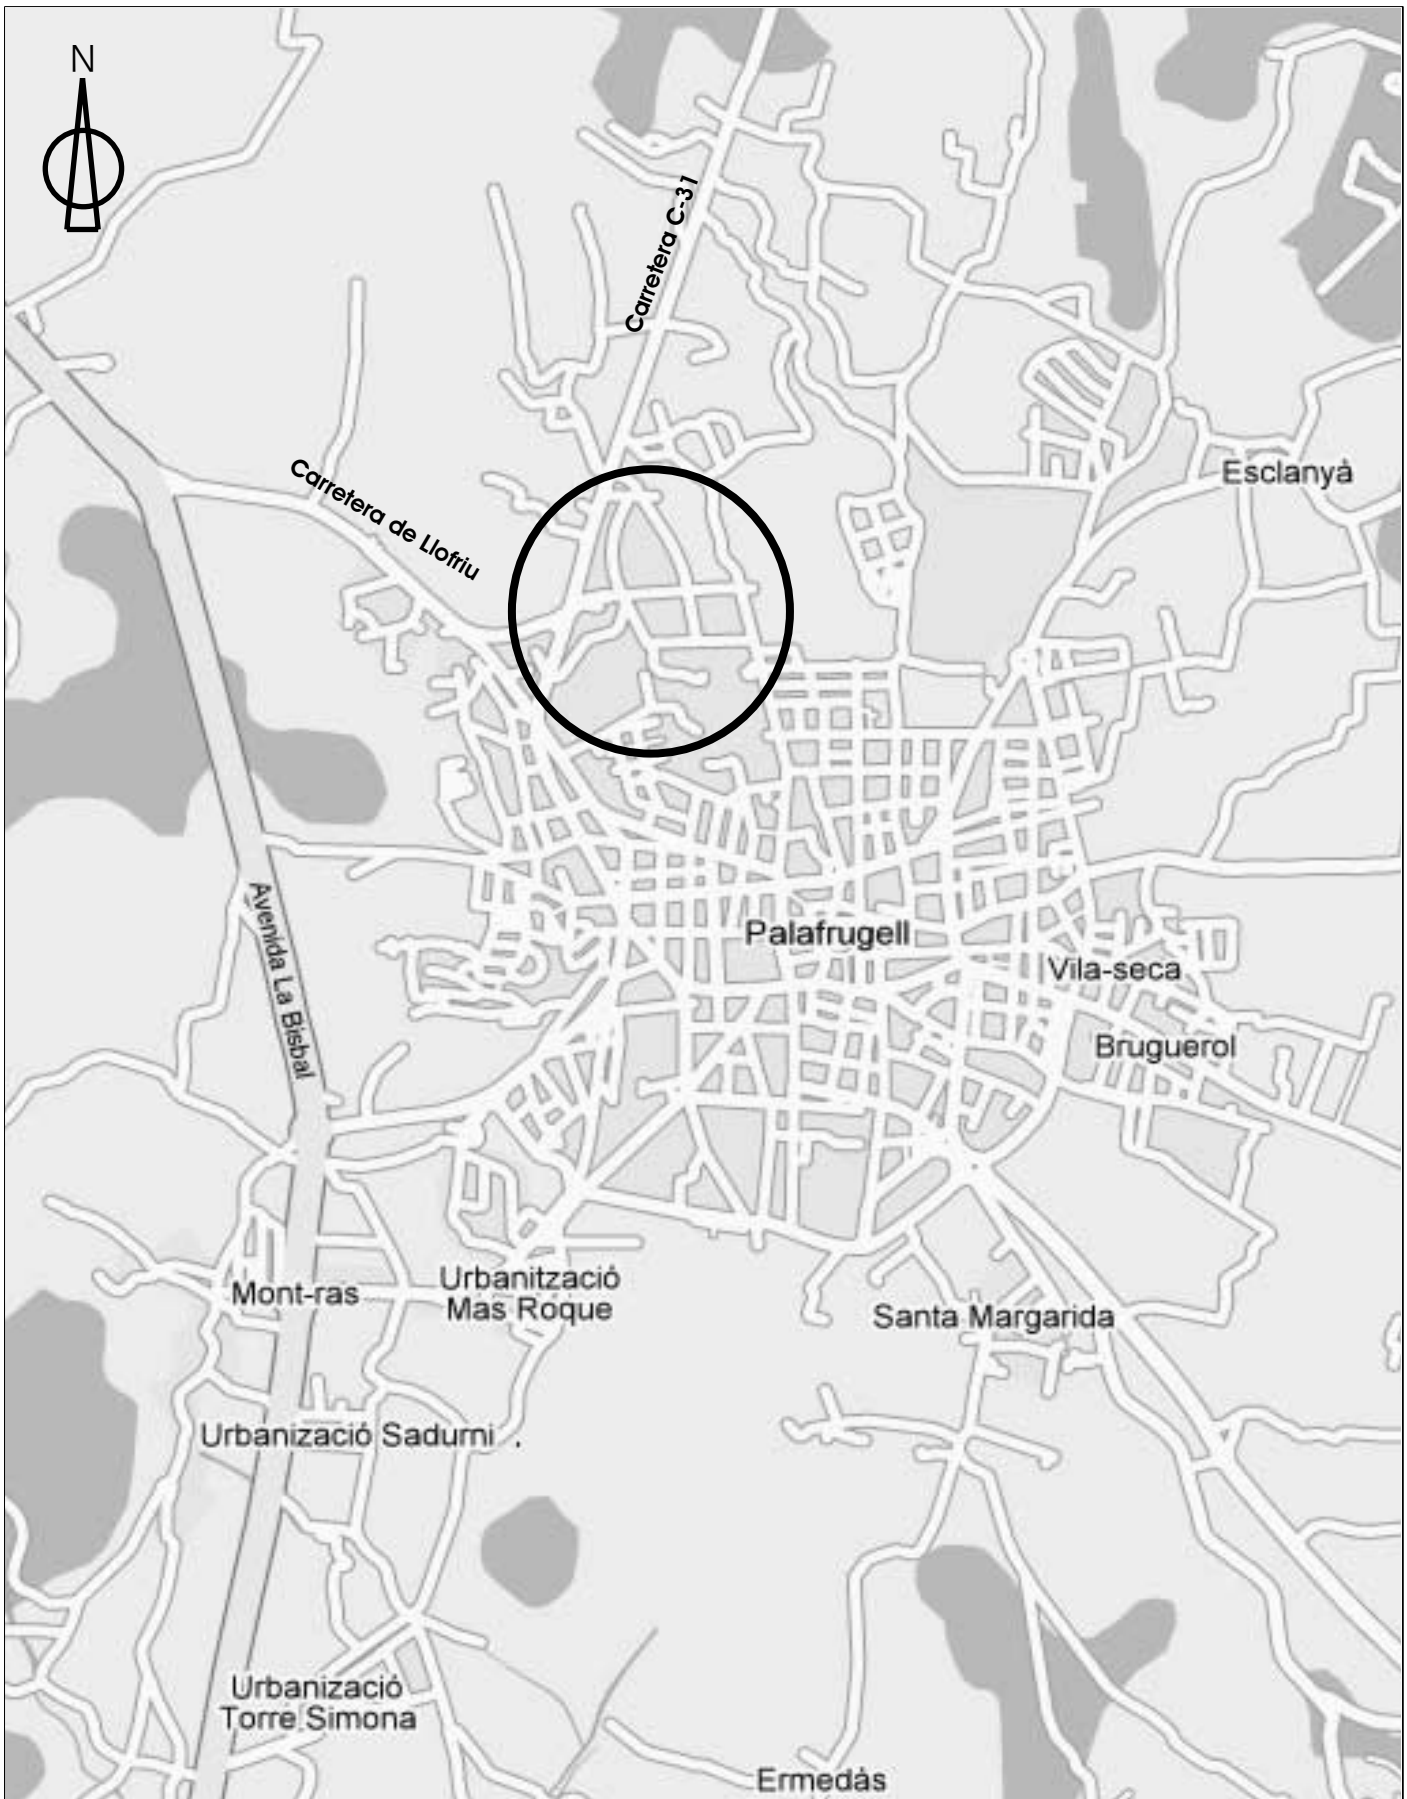 N
Carretera C-31
Carretera de Llofriu
Esclanyà
Avenida La Bisbal
Palafrugell
Vila-seca
Bruguerol
Mont-ras
Urbanització
Mas Roque
Santa Margarida
Urbanizació Sadurni .
Urbanizació
Torre Simona
Ermedás